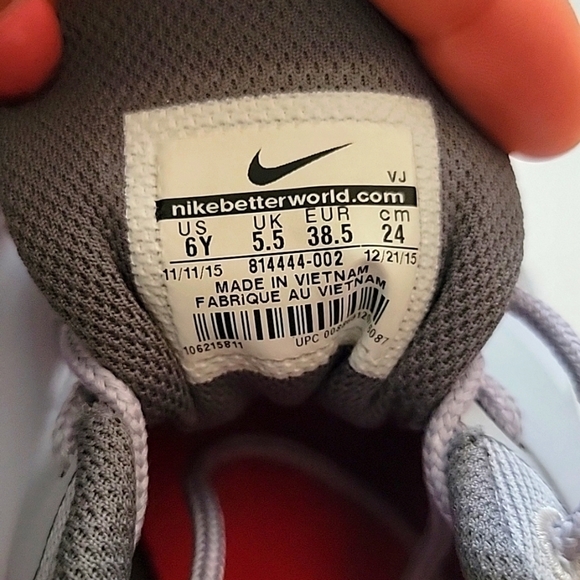 VJ
nikebetterworld.com
US UK EUR cm
6Y 5.5 38.5 24
11/11/15 814444-002 12/21/15
MADE IN VIETNAM
FABRIQUE AU VIETNAM
106215811 UPC